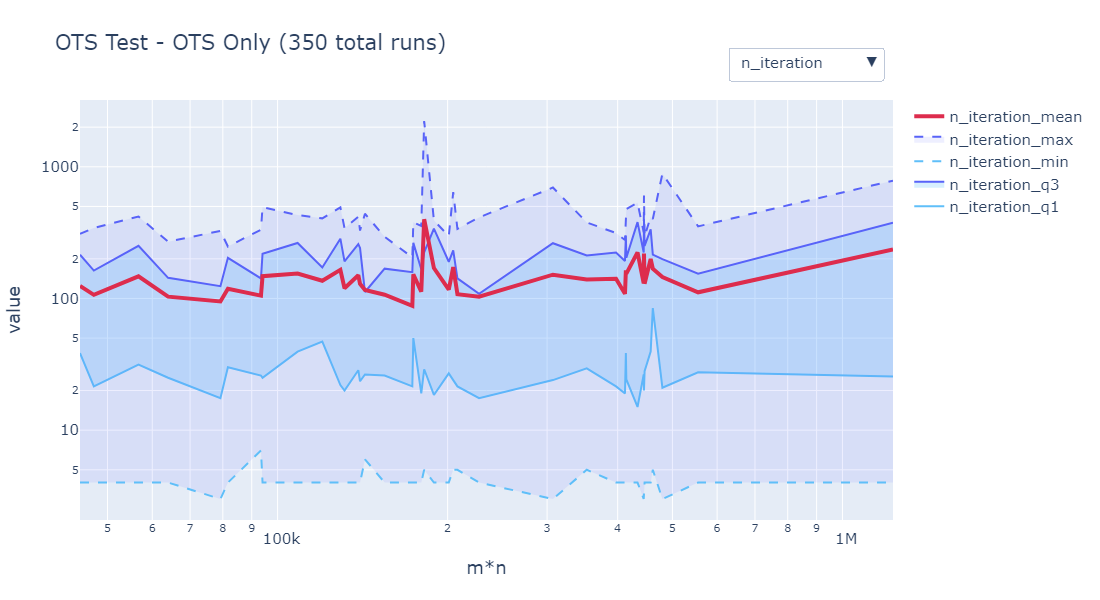 OTS Test - OTS Only (350 total runs)
n_iteration ▼
n_iteration_mean
n_iteration_max
n_iteration_min
n_iteration_q3
n_iteration_q1
value
2
1000
5
2
100
5
2
10
5
5 6 7 8 9 100k 2 3 4 5 6 7 8 9 1M
m*n